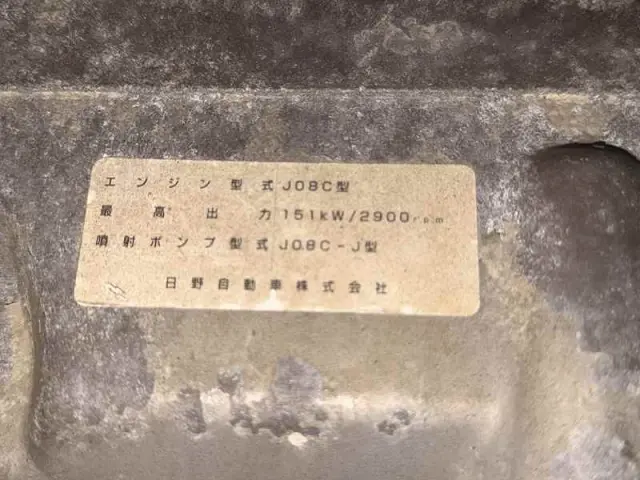 エンジン型式J08C型
最高出力151kW/2900rpm
噴射ポンプ型式J08C-J型
日野自動車株式会社